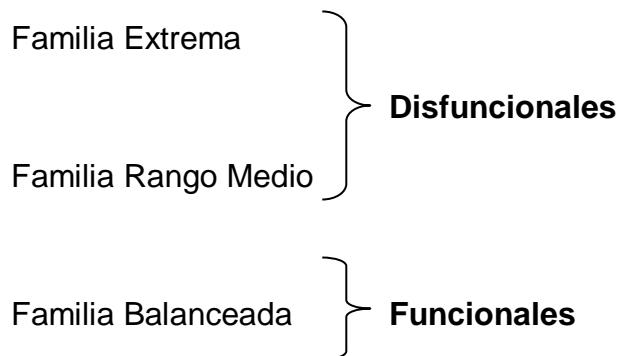 Familia Extrema
Disfuncionales
Familia Rango Medio
Familia Balanceada Funcionales